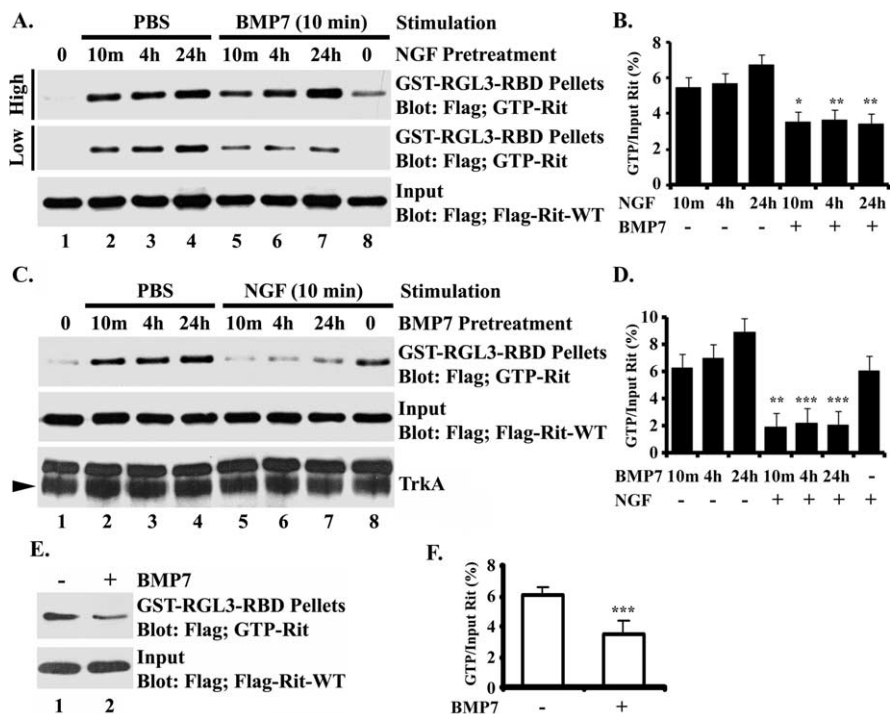 A.
PBS BMP7 (10 min) Stimulation
0 10m 4h 24h 10m 4h 24h 0 NGF Pretreatment
High
GST-RGL3-RBD Pellets
Blot: Flag; GTP-Rit
Low
GST-RGL3-RBD Pellets
Blot: Flag; GTP-Rit
Input
Blot: Flag; Flag-Rit-WT
1 2 3 4 5 6 7 8
B.
GTP/Input Rit (%)
8
6
4
2
0
* ** **
NGF 10m 4h 24h 10m 4h 24h
BMP7 - - - + + +
C.
PBS NGF (10 min) Stimulation
0 10m 4h 24h 10m 4h 24h 0 BMP7 Pretreatment
GST-RGL3-RBD Pellets
Blot: Flag; GTP-Rit
Input
Blot: Flag; Flag-Rit-WT
TrkA
1 2 3 4 5 6 7 8
D.
GTP/Input Rit (%)
10
8
6
4
2
0
** *** ***
BMP7 10m 4h 24h 10m 4h 24h -
NGF - - - + + + +
E.
- + BMP7
GST-RGL3-RBD Pellets
Blot: Flag; GTP-Rit
Input
Blot: Flag; Flag-Rit-WT
1 2
F.
GTP/Input Rit (%)
8
6
4
2
0
***
BMP7 - +